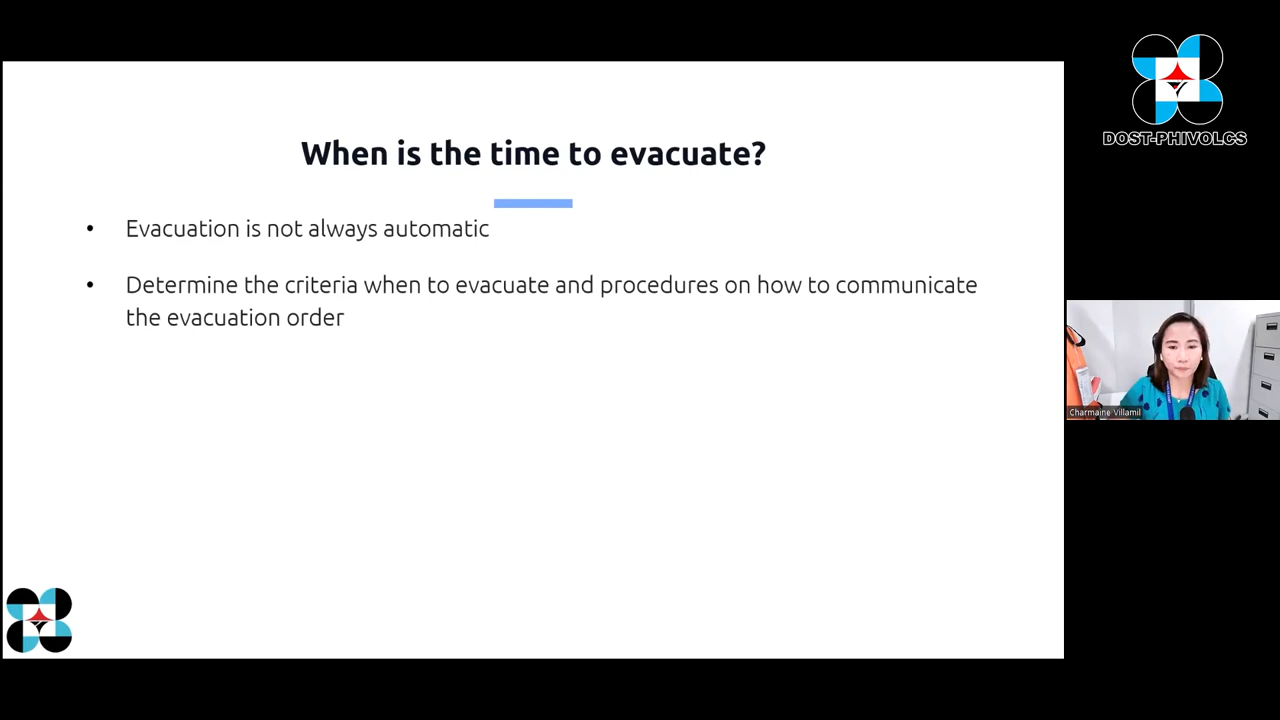 DOST-PHIVOLCS
When is the time to evacuate?
• Evacuation is not always automatic
• Determine the criteria when to evacuate and procedures on how to communicate
the evacuation order
Charmaine Villamil